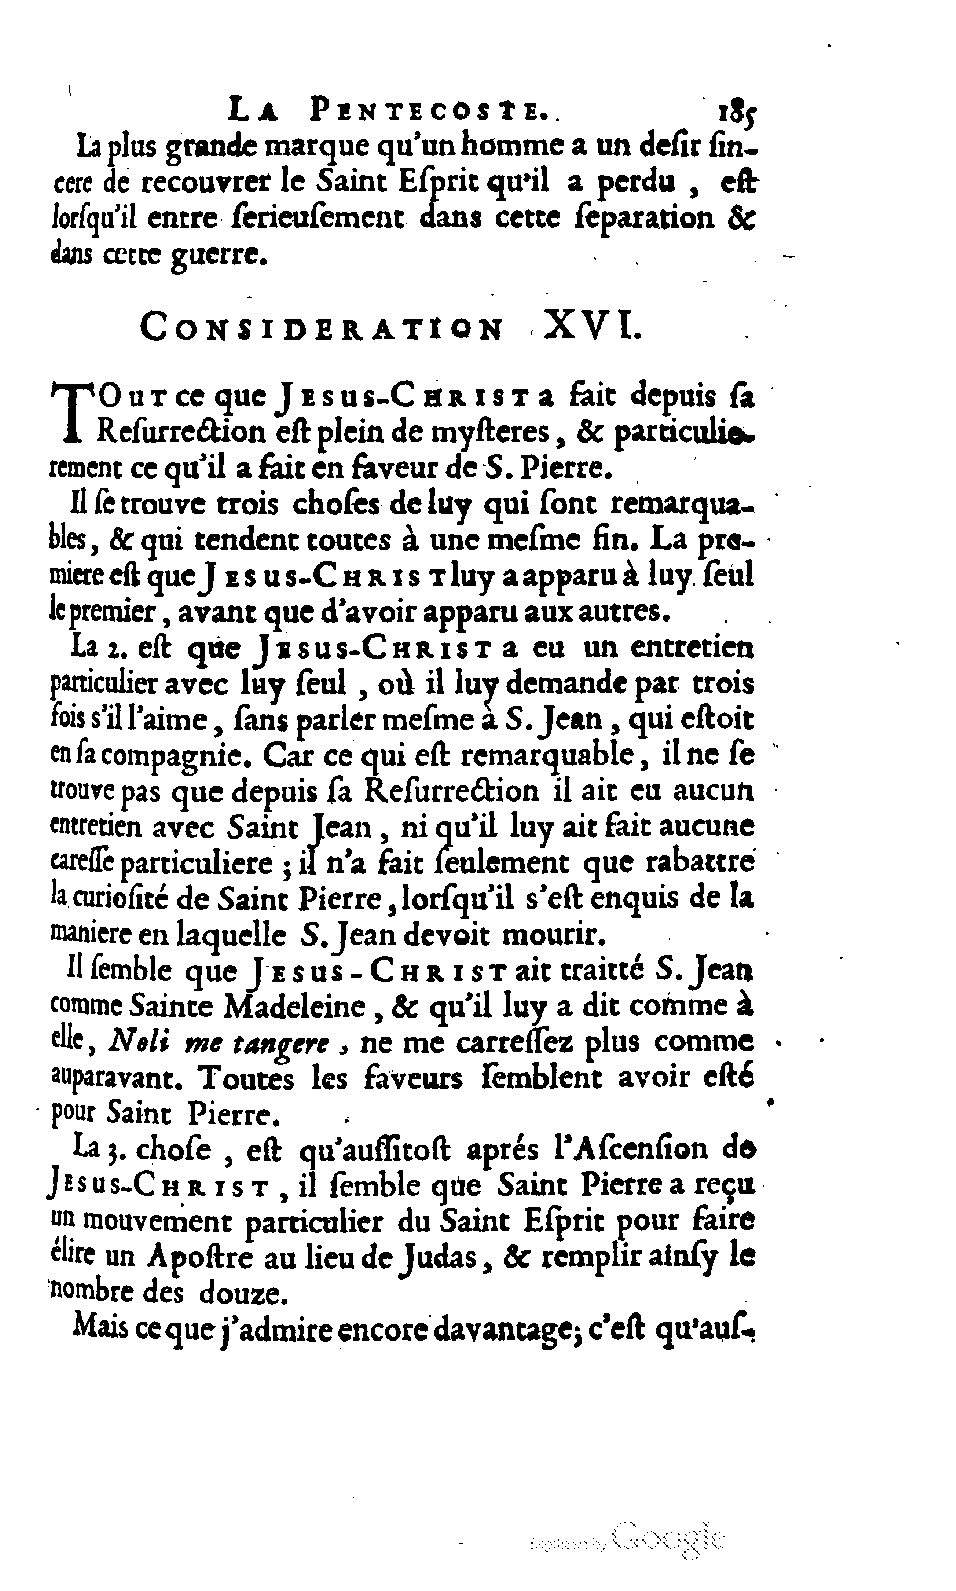 LA PENTECOSTE. 185
La plus grande marque qu'un homme a un desir sin-
cere de recouvrer le Saint Esprit qu'il a perdu, est
lorsqu'il entre serieusement dans cette separation &
dans cette guerre.
CONSIDERATION XVI.
TOUT ce que JESUS-CHRIST a fait depuis sa
Resurrection est plein de mysteres, & particulie-
rement ce qu'il a fait en faveur de S. Pierre.
Il se trouve trois choses de luy qui sont remarqua-
bles, & qui tendent toutes à une mesme fin. La pre-
miere est que JESUS-CHRIST luy a apparu à luy seul
le premier, avant que d'avoir apparu aux autres.
La 2. est que JESUS-CHRIST a eu un entretien
particulier avec luy seul, où il luy demande par trois
fois s'il l'aime, sans parler mesme à S. Jean, qui estoit
en sa compagnie. Car ce qui est remarquable, il ne se
trouve pas que depuis sa Resurrection il ait eu aucun
entretien avec Saint Jean, ni qu'il luy ait fait aucune
caresse particuliere; il n'a fait seulement que rabattre
la curiosité de Saint Pierre, lorsqu'il s'est enquis de la
maniere en laquelle S. Jean devoit mourir.
Il semble que JESUS-CHRIST ait traitté S. Jean
comme Sainte Madeleine, & qu'il luy a dit comme à
elle, Noli me tangere, ne me carressez plus comme
auparavant. Toutes les faveurs semblent avoir esté
pour Saint Pierre.
La 3. chose, est qu'aussitost aprés l'Ascension de
JESUS-CHRIST, il semble que Saint Pierre a reçu
un mouvement particulier du Saint Esprit pour faire
élire un Apostre au lieu de Judas, & remplir ainsy le
nombre des douze.
Mais ce que j'admire encore davantage; c'est qu'aus-
Digitized by Google